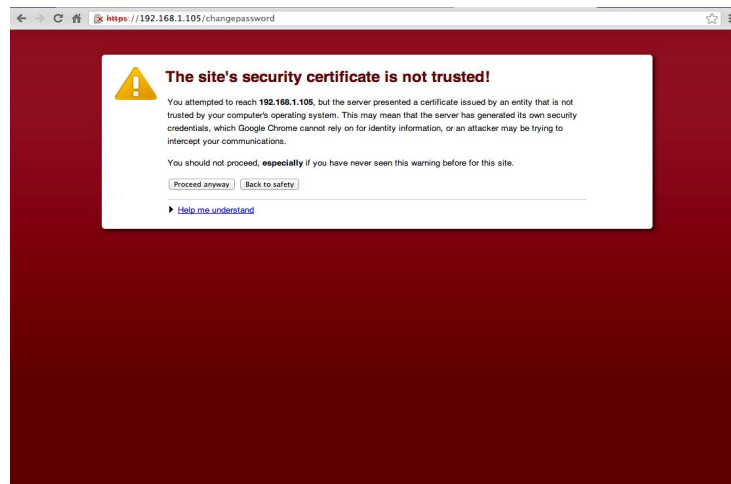 https://192.168.1.105/changepassword
The site's security certificate is not trusted!
You attempted to reach 192.168.1.105, but the server presented a certificate issued by an entity that is not
trusted by your computer's operating system. This may mean that the server has generated its own security
credentials, which Google Chrome cannot rely on for identity information, or an attacker may be trying to
intercept your communications.
You should not proceed, especially if you have never seen this warning before for this site.
Proceed anyway Back to safety
Help me understand